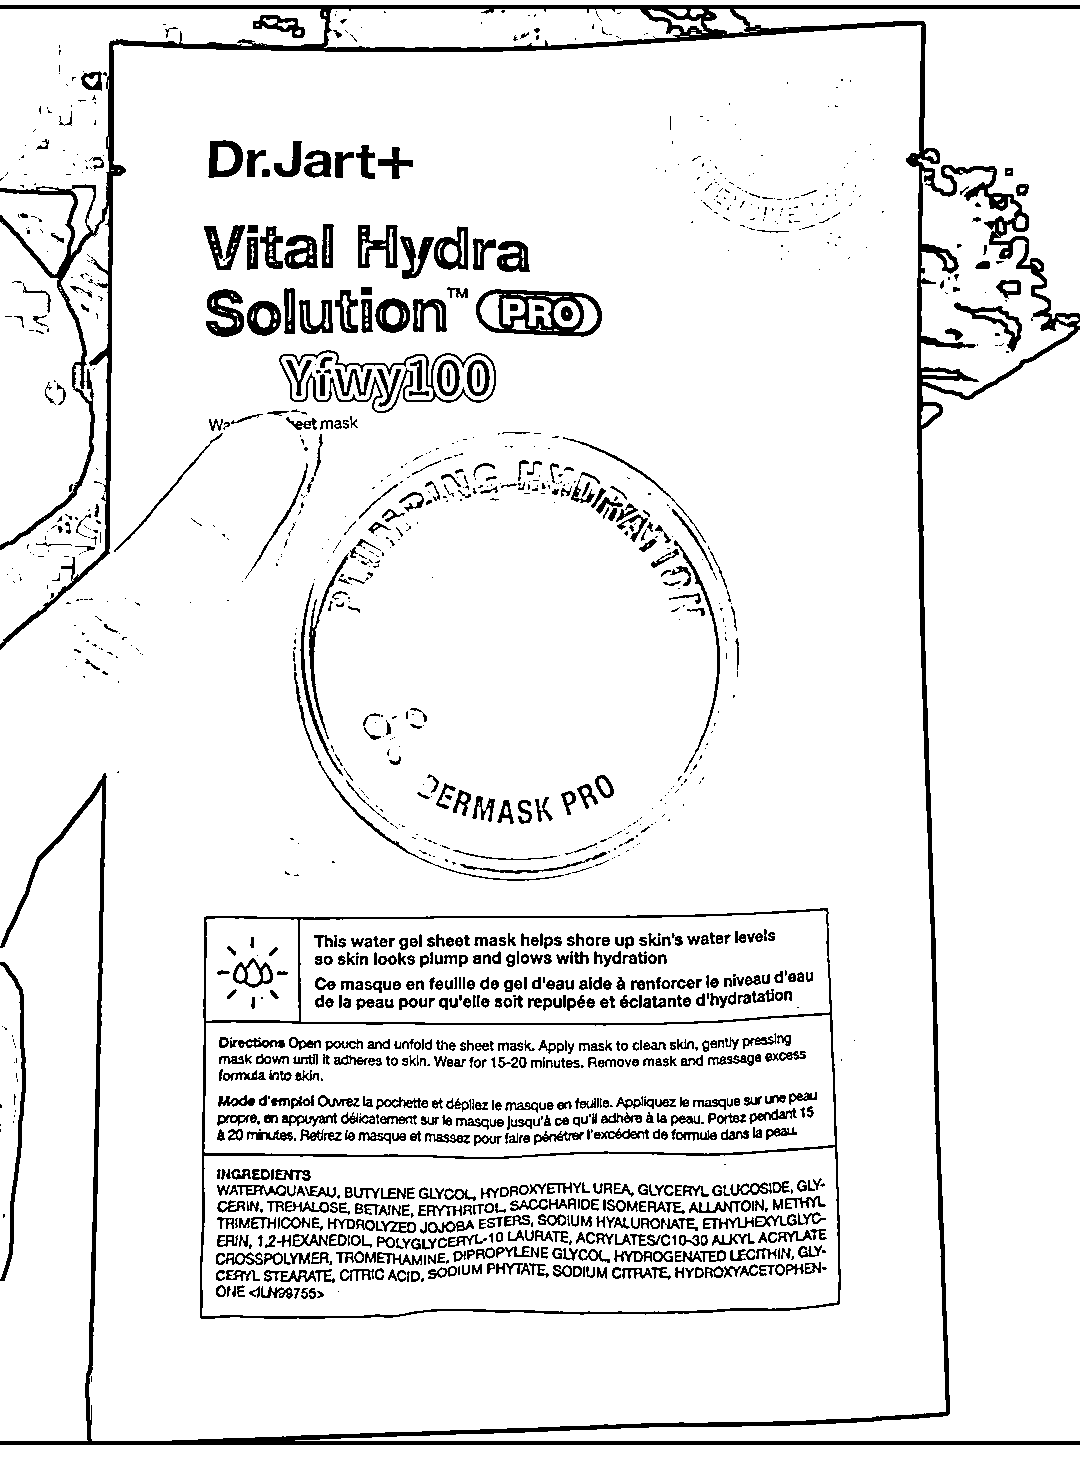 Dr.Jart+
Vital Hydra
Solution™ PRO
Yfwy100
mask
PLUMPING HYDRATION
DERMASK PRO
This water gel sheet mask helps shore up skin's water levels
so skin looks plump and glows with hydration
Ce masque en feuille de gel d'eau aide à renforcer le niveau d'eau
de la peau pour qu'elle soit repulpée et éclatante d'hydratation
Directions Open pouch and unfold the sheet mask. Apply mask to clean skin, gently pressing
mask down until it adheres to skin. Wear for 15-20 minutes. Remove mask and massage excess
formula into skin.
Mode d'emploi Ouvrez la pochette et dépliez le masque en feuille. Appliquez le masque sur une peau
propre, en appuyant délicatement sur le masque jusqu'à ce qu'il adhère à la peau. Portez pendant 15
à 20 minutes. Retirez le masque et massez pour faire pénétrer l'excédent de formule dans la peau.
INGREDIENTS
WATER\AQUA\EAU, BUTYLENE GLYCOL, HYDROXYETHYL UREA, GLYCERYL GLUCOSIDE, GLY-
CERIN, TREHALOSE, BETAINE, ERYTHRITOL, SACCHARIDE ISOMERATE, ALLANTOIN, METHYL
TRIMETHICONE, HYDROLYZED JOJOBA ESTERS, SODIUM HYALURONATE, ETHYLHEXYLGLYC-
ERIN, 1,2-HEXANEDIOL, POLYGLYCERYL-10 LAURATE, ACRYLATES/C10-30 ALKYL ACRYLATE
CROSSPOLYMER, TROMETHAMINE, DIPROPYLENE GLYCOL, HYDROGENATED LECITHIN, GLY-
CERYL STEARATE, CITRIC ACID, SODIUM PHYTATE, SODIUM CITRATE, HYDROXYACETOPHEN-
ONE <ILN99755>